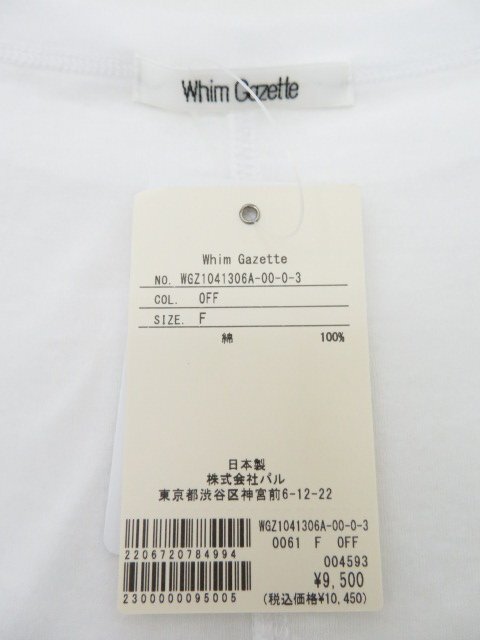 Whim Gazette
Whim Gazette
NO. WGZ1041306A-00-0-3
COL. OFF
SIZE. F
綿 100%
日本製
株式会社パル
東京都渋谷区神宮前6-12-22
WGZ1041306A-00-0-3
2206720784994
0061 F OFF
004593
¥9,500
2300000095005
(税込価格¥10,450)